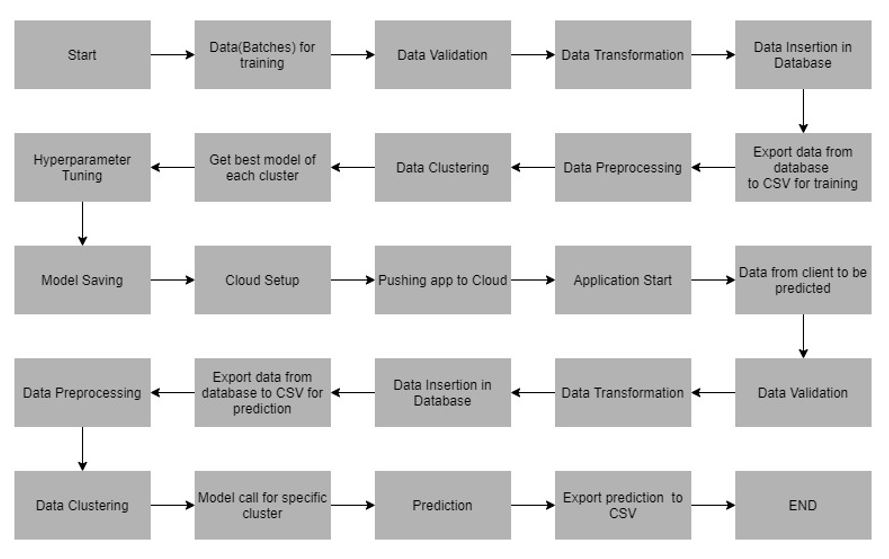 Start
Data(Batches) for
training
Data Validation
Data Transformation
Data Insertion in
Database
Hyperparameter
Tuning
Get best model of
each cluster
Data Clustering
Data Preprocessing
Export data from
database
to CSV for training
Model Saving
Cloud Setup
Pushing app to Cloud
Application Start
Data from client to be
predicted
Data Preprocessing
Export data from
database to CSV for
prediction
Data Insertion in
Database
Data Transformation
Data Validation
Data Clustering
Model call for specific
cluster
Prediction
Export prediction to
CSV
END